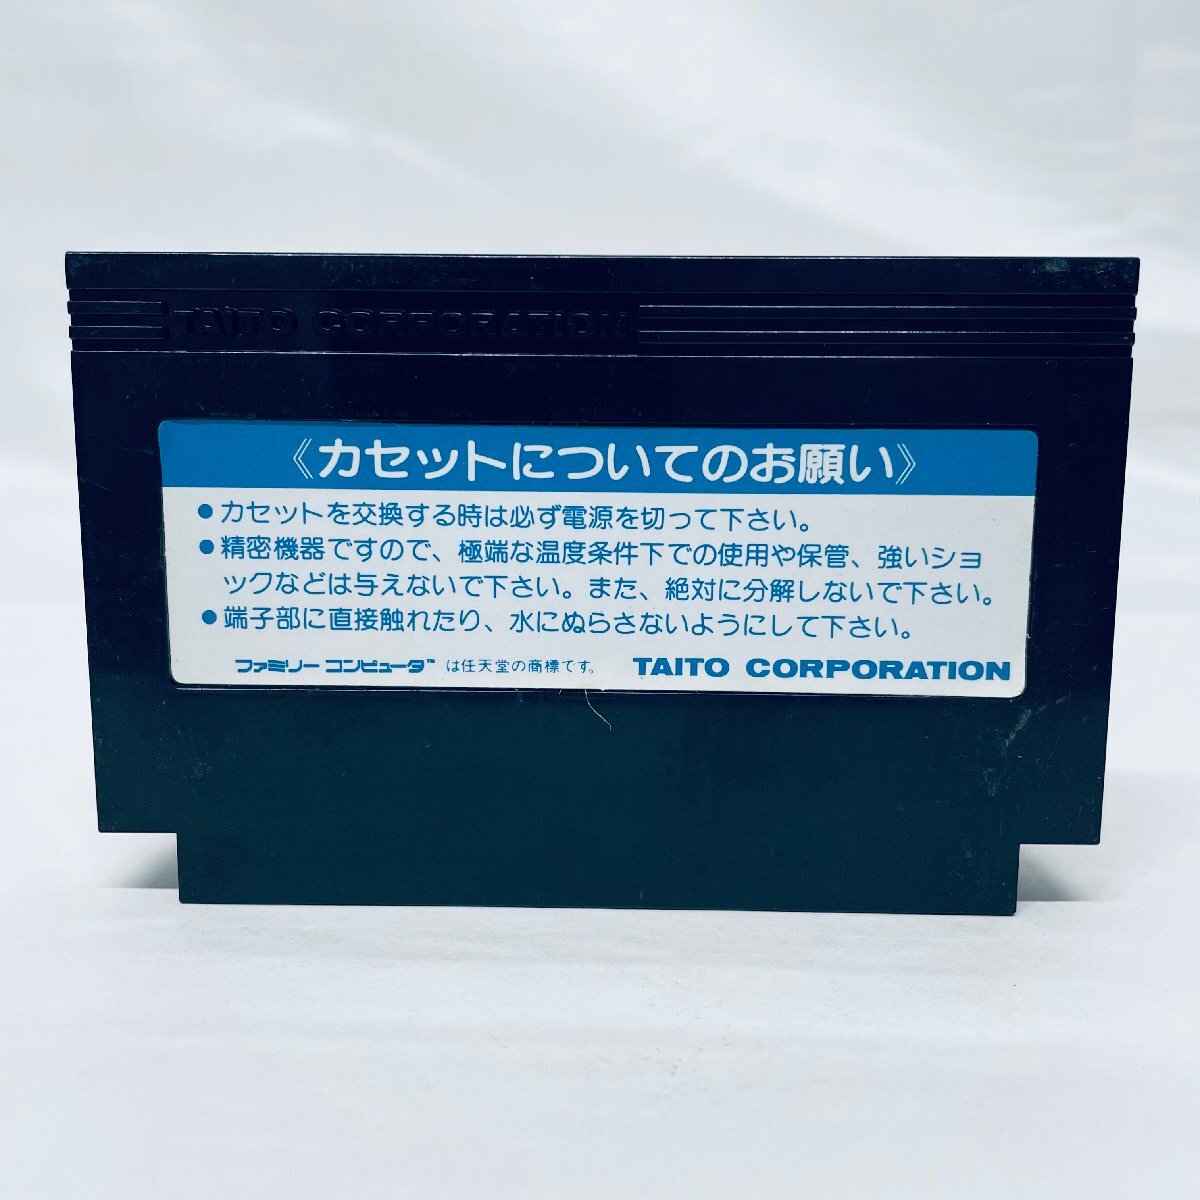 TAITO CORPORATION
《カセットについてのお願い》
●カセットを交換する時は必ず電源を切って下さい。
●精密機器ですので、極端な温度条件下での使用や保管、強いショ
ックなどは与えないで下さい。また、絶対に分解しないで下さい。
●端子部に直接触れたり、水にぬらさないようにして下さい。
ファミリーコンピュータ™ は任天堂の商標です。 TAITO CORPORATION